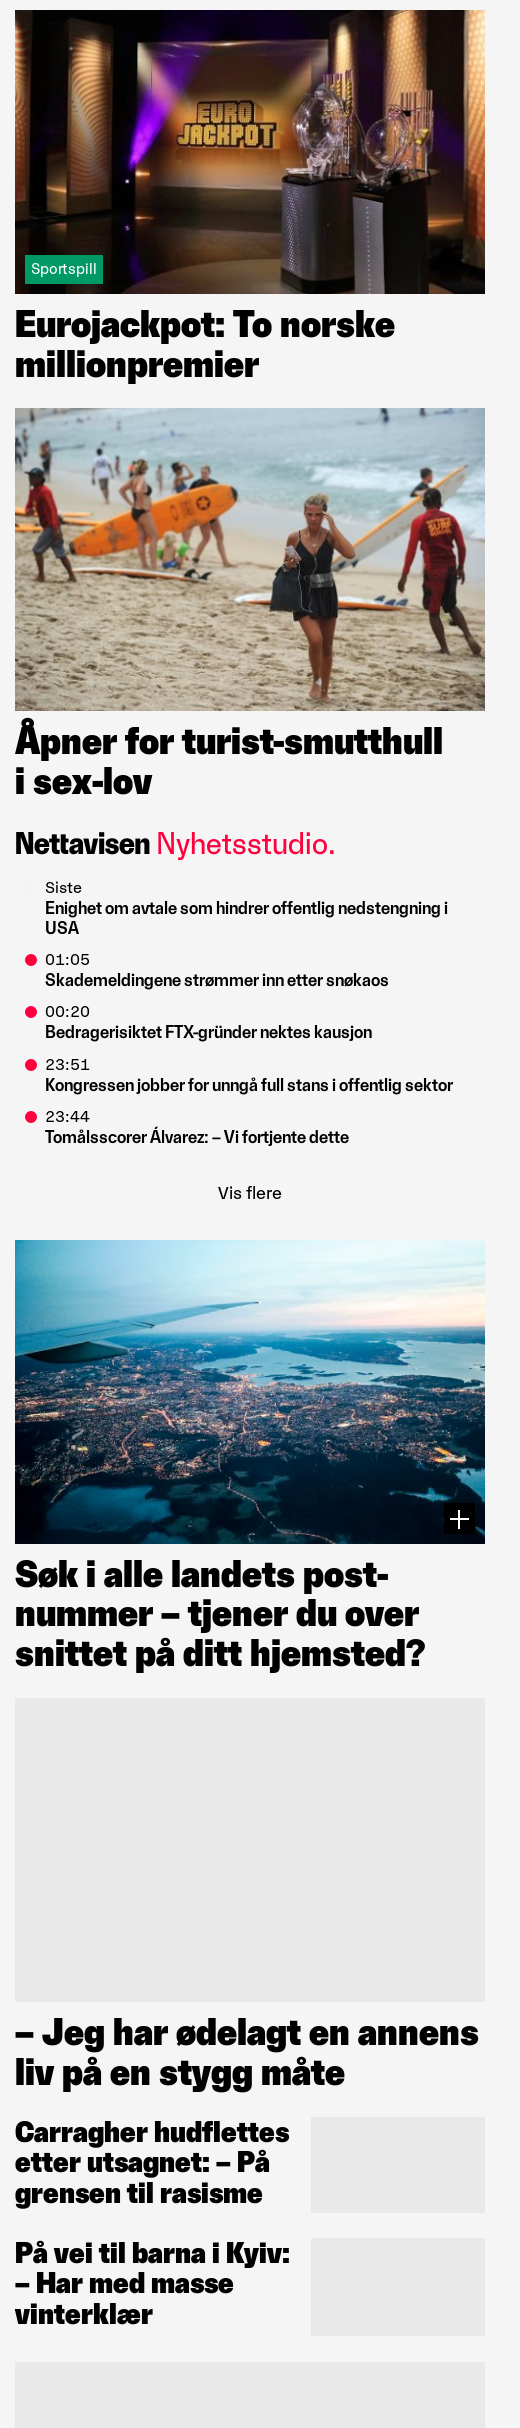 EURO
JACKPOT
Sportspill
Eurojackpot: To norske
millionpremier
Åpner for turist-smutthull
i sex-lov
Nettavisen Nyhetsstudio.
Siste
Enighet om avtale som hindrer offentlig nedstengning i
USA
01:05
Skademeldingene strømmer inn etter snøkaos
00:20
Bedragerisiktet FTX-gründer nektes kausjon
23:51
Kongressen jobber for unngå full stans i offentlig sektor
23:44
Tomålsscorer Álvarez: – Vi fortjente dette
Vis flere
Søk i alle landets post-
nummer – tjener du over
snittet på ditt hjemsted?
– Jeg har ødelagt en annens
liv på en stygg måte
Carragher hudflettes
etter utsagnet: – På
grensen til rasisme
På vei til barna i Kyiv:
– Har med masse
vinterklær